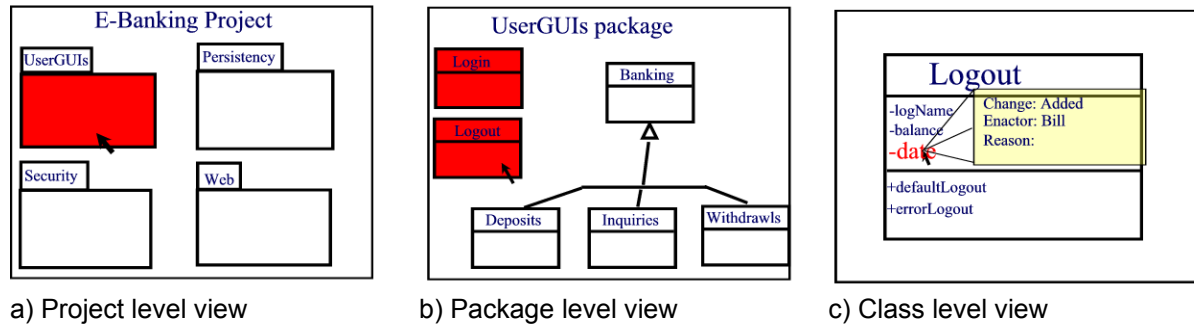 E-Banking Project
UserGUIs
Persistency
Security
Web
a) Project level view
UserGUIs package
Login
Banking
Logout
Deposits
Inquiries
Withdrawls
b) Package level view
Logout
-logName
-balance
-date
Change: Added
Enactor: Bill
Reason:
+defaultLogout
+errorLogout
c) Class level view